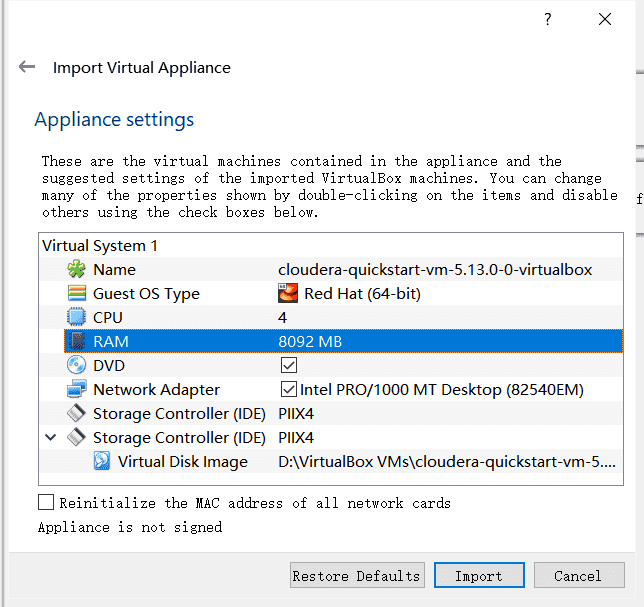 ?
Import Virtual Appliance
Appliance settings
These are the virtual machines contained in the appliance and the
suggested settings of the imported VirtualBox machines. You can change
many of the properties shown by double-clicking on the items and disable
others using the check boxes below.
Virtual System 1
Name cloudera-quickstart-vm-5.13.0-0-virtualbox
Guest OS Type Red Hat (64-bit)
CPU 4
RAM 8092 MB
DVD
Network Adapter Intel PRO/1000 MT Desktop (82540EM)
Storage Controller (IDE) PIIX4
Storage Controller (IDE) PIIX4
Virtual Disk Image D:\VirtualBox VMs\cloudera-quickstart-vm-5....
Reinitialize the MAC address of all network cards
Appliance is not signed
Restore Defaults Import Cancel